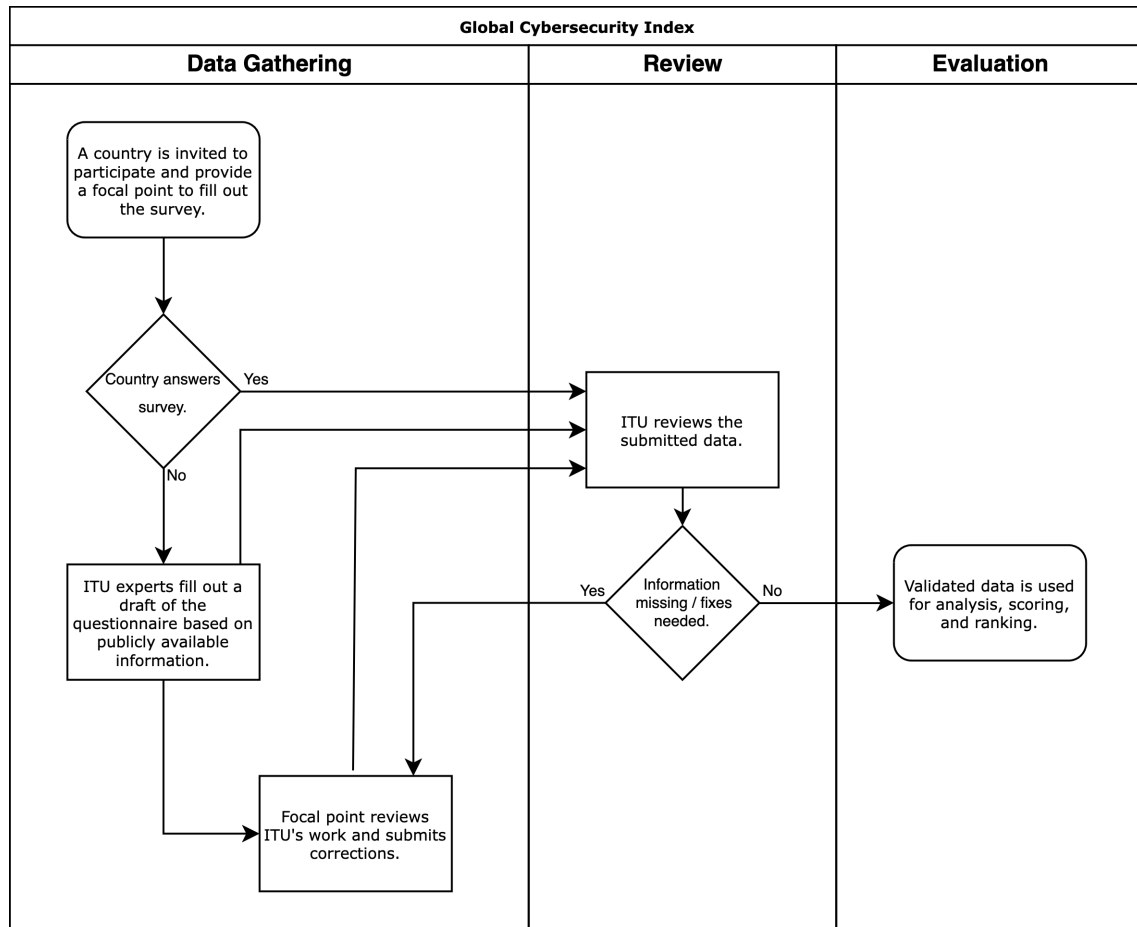 Global Cybersecurity Index
Data Gathering
Review
Evaluation
A country is invited to
participate and provide
a focal point to fill out
the survey.
Country answers
survey.
Yes
No
ITU reviews the
submitted data.
ITU experts fill out a
draft of the
questionnaire based on
publicly available
information.
Yes
Information
missing / fixes
needed.
No
Validated data is used
for analysis, scoring,
and ranking.
Focal point reviews
ITU's work and submits
corrections.